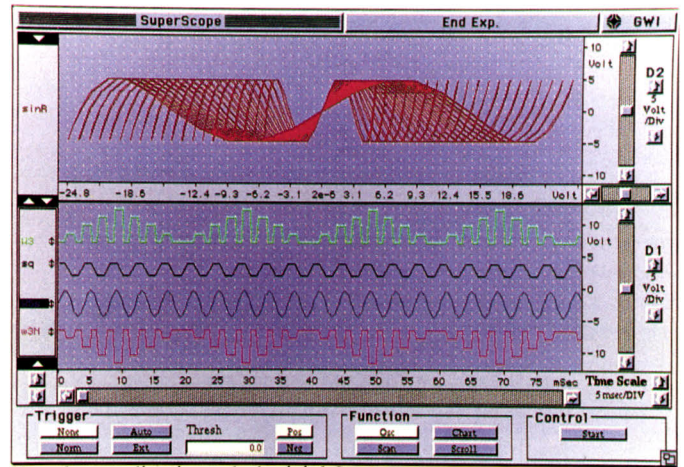 SuperScope
End Exp.
GWI
sinA
10
Volt
5
0
-5
-10
D2
5
Volt
/Div
-24.8 -18.6 -12.4 -9.3 -6.2 -3.1 2e-6 3.1 6.2 9.3 12.4 15.5 18.6 Volt
w3
sq
w3N
10
Volt
5
0
-5
-10
D1
5
Volt
/Div
0 5 10 15 20 25 30 35 40 45 50 55 60 65 70 75 mSec
Time Scale
5 msec/DIV
Trigger
None Auto Thresh Pos
Norm Ext 0.0 Neg
Function
Osc Chart
Scan Scroll
Control
Start